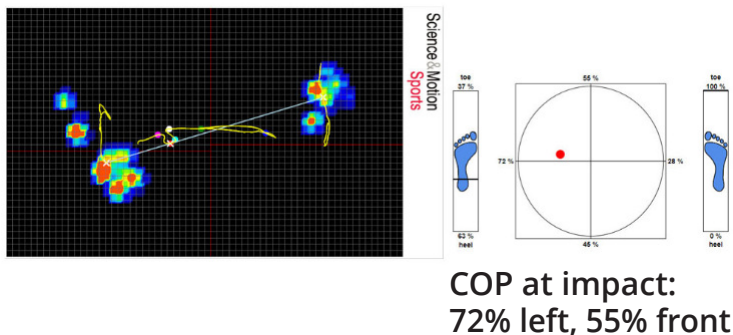 Science&Motion
Sports
toe
37 %
63 %
heel
55 %
72 %
28 %
45 %
toe
100 %
0 %
heel
COP at impact:
72% left, 55% front